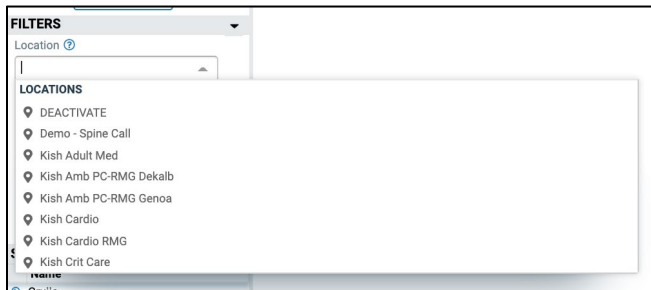 FILTERS
Location
LOCATIONS
DEACTIVATE
Demo - Spine Call
Kish Adult Med
Kish Amb PC-RMG Dekalb
Kish Amb PC-RMG Genoa
Kish Cardio
Kish Cardio RMG
Kish Crit Care
Name